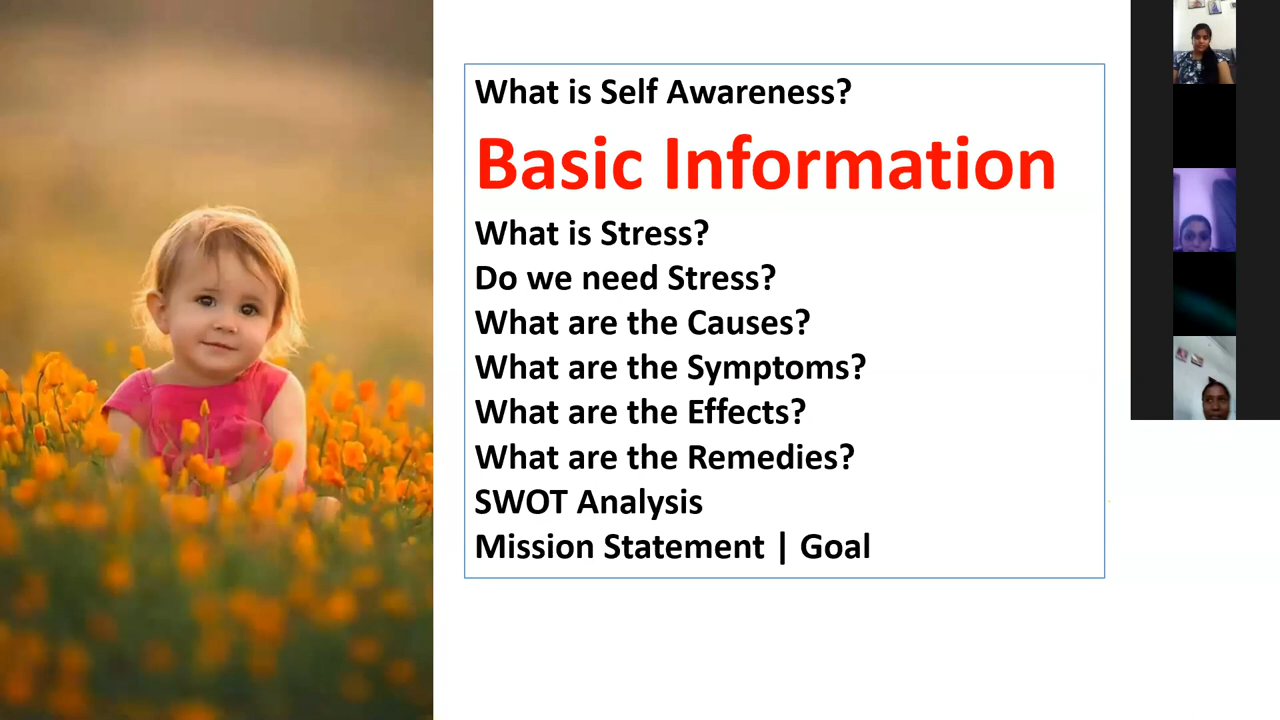 What is Self Awareness?
Basic Information
What is Stress?
Do we need Stress?
What are the Causes?
What are the Symptoms?
What are the Effects?
What are the Remedies?
SWOT Analysis
Mission Statement | Goal